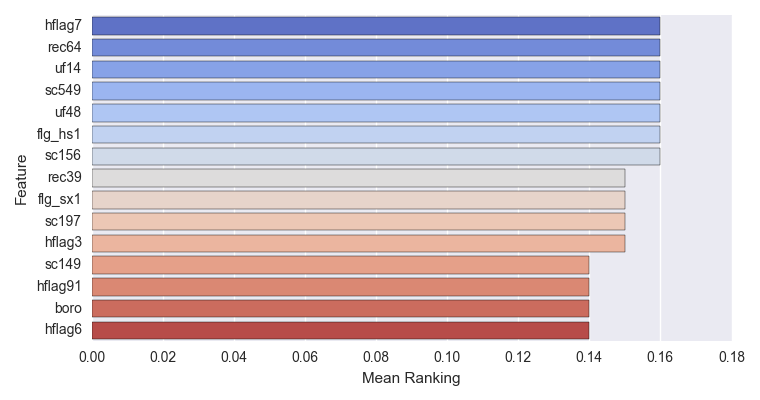 hflag7
rec64
uf14
sc549
uf48
flg_hs1
sc156
rec39
flg_sx1
sc197
hflag3
sc149
hflag91
boro
hflag6
Feature
0.00 0.02 0.04 0.06 0.08 0.10 0.12 0.14 0.16 0.18
Mean Ranking